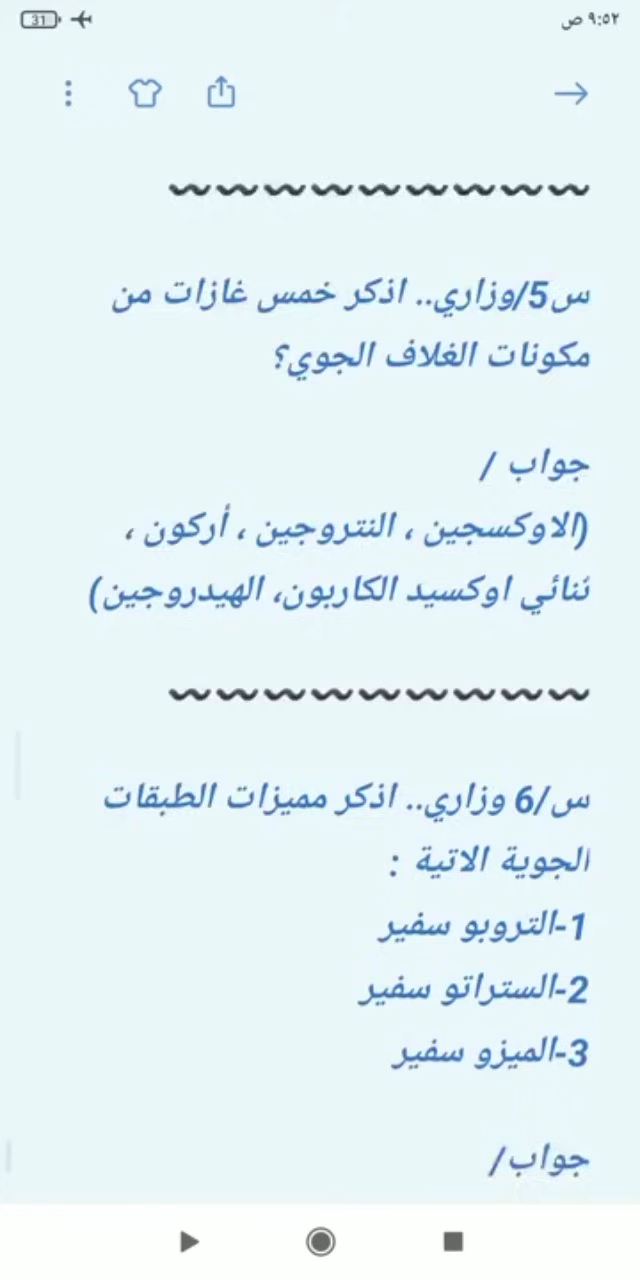 ٩:٥٢ ص
31
س5/وزاري.. اذكر خمس غازات من
مكونات الغلاف الجوي؟
جواب /
(الاوكسجين ، النتروجين ، أركون ،
ثنائي اوكسيد الكاربون، الهيدروجين)
س/6 وزاري.. اذكر مميزات الطبقات
الجوية الاتية :
1-التروبو سفير
2-الستراتو سفير
3-الميزو سفير
جواب/